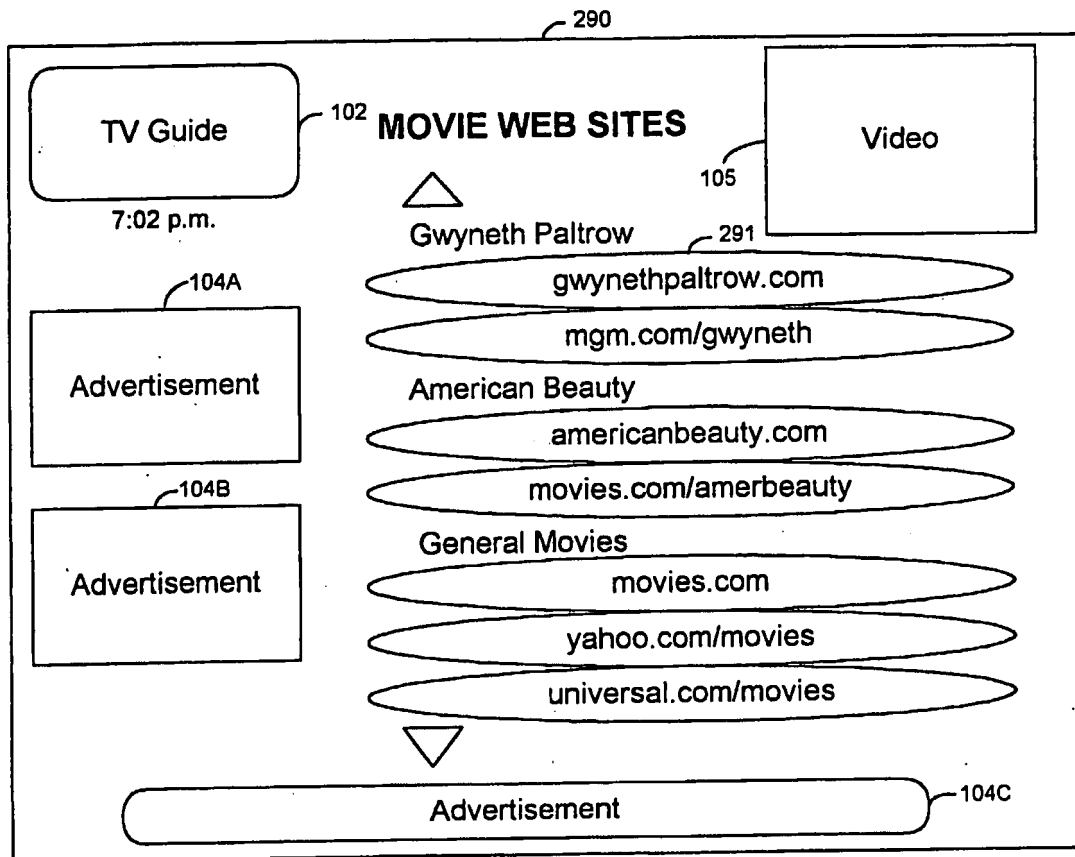 290
TV Guide
102
MOVIE WEB SITES
Video
105
7:02 p.m.
Gwyneth Paltrow
291
gwynethpaltrow.com
104A
mgm.com/gwyneth
Advertisement
American Beauty
americanbeauty.com
104B
movies.com/amerbeauty
General Movies
Advertisement
movies.com
yahoo.com/movies
universal.com/movies
Advertisement
104C